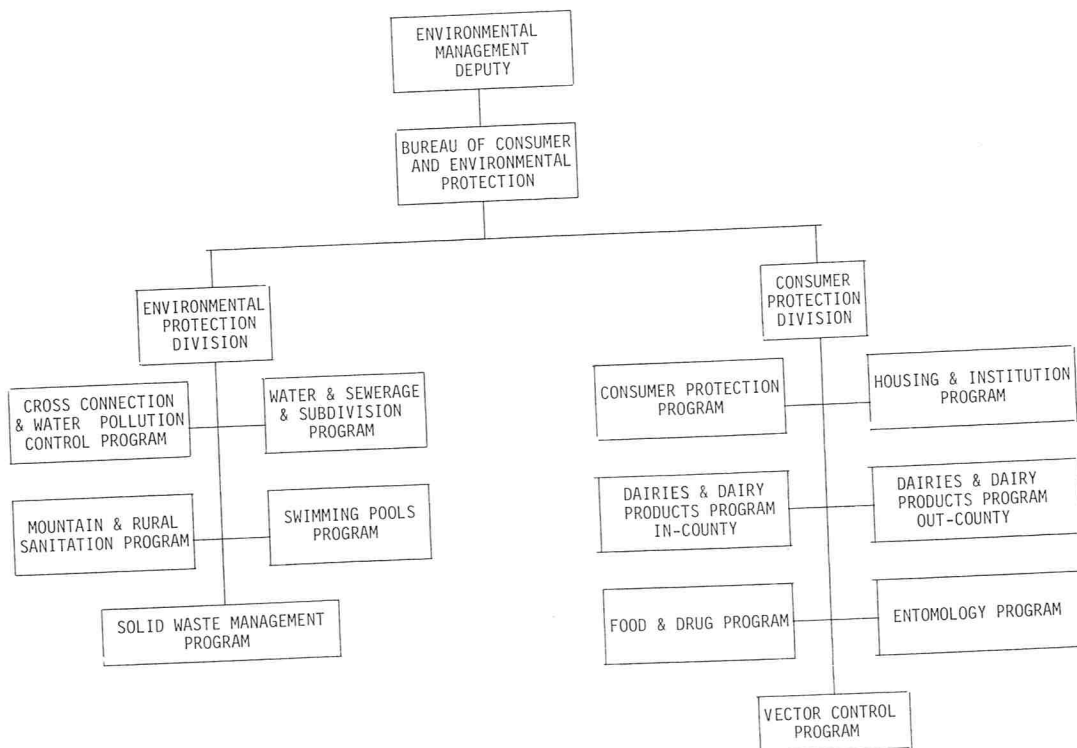 ENVIRONMENTAL
MANAGEMENT
DEPUTY
BUREAU OF CONSUMER
AND ENVIRONMENTAL
PROTECTION
ENVIRONMENTAL
PROTECTION
DIVISION
CONSUMER
PROTECTION
DIVISION
CROSS CONNECTION
& WATER POLLUTION
CONTROL PROGRAM
WATER & SEWERAGE
& SUBDIVISION
PROGRAM
CONSUMER PROTECTION
PROGRAM
HOUSING & INSTITUTION
PROGRAM
MOUNTAIN & RURAL
SANITATION PROGRAM
SWIMMING POOLS
PROGRAM
DAIRIES & DAIRY
PRODUCTS PROGRAM
IN-COUNTY
DAIRIES & DAIRY
PRODUCTS PROGRAM
OUT-COUNTY
SOLID WASTE MANAGEMENT
PROGRAM
FOOD & DRUG PROGRAM
ENTOMOLOGY PROGRAM
VECTOR CONTROL
PROGRAM